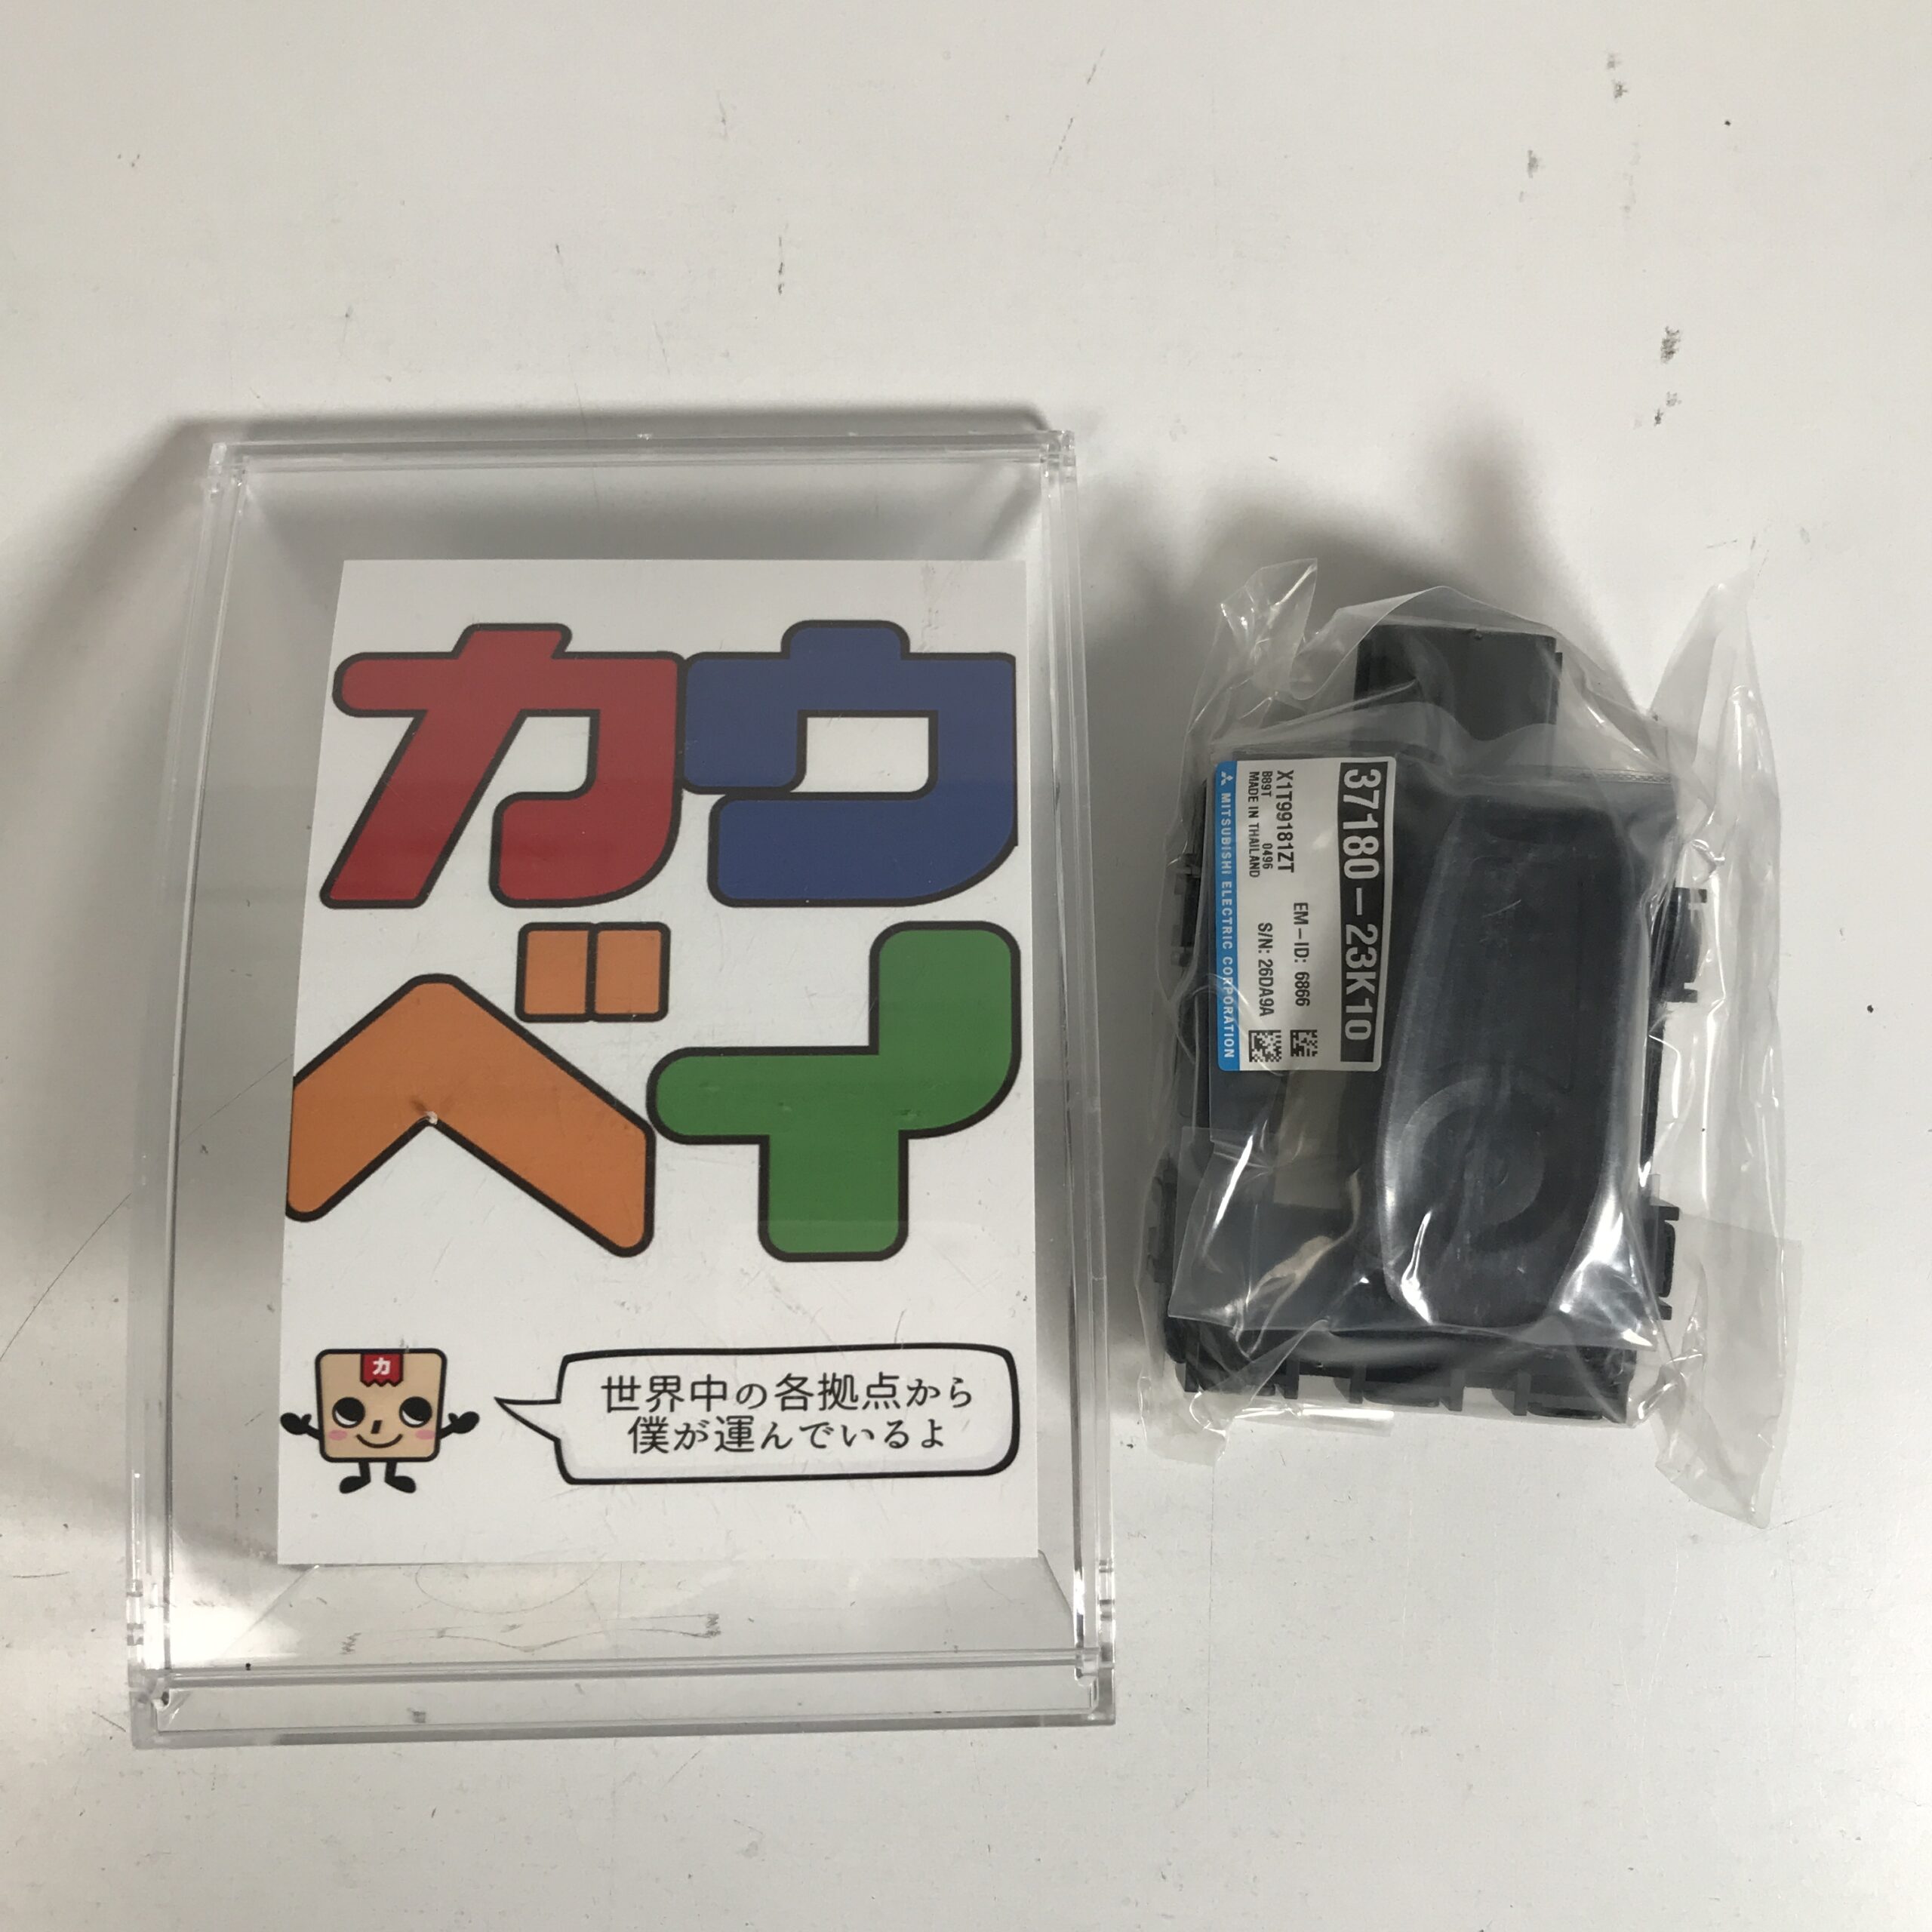 カウ
ベイ
カ
世界中の各拠点から
僕が運んでいるよ
37180-23K10
EM-ID: 6866
X1T99181ZT
S/N: 26DA9A
B89T 0496
MADE IN THAILAND
MITSUBISHI ELECTRIC CORPORATION